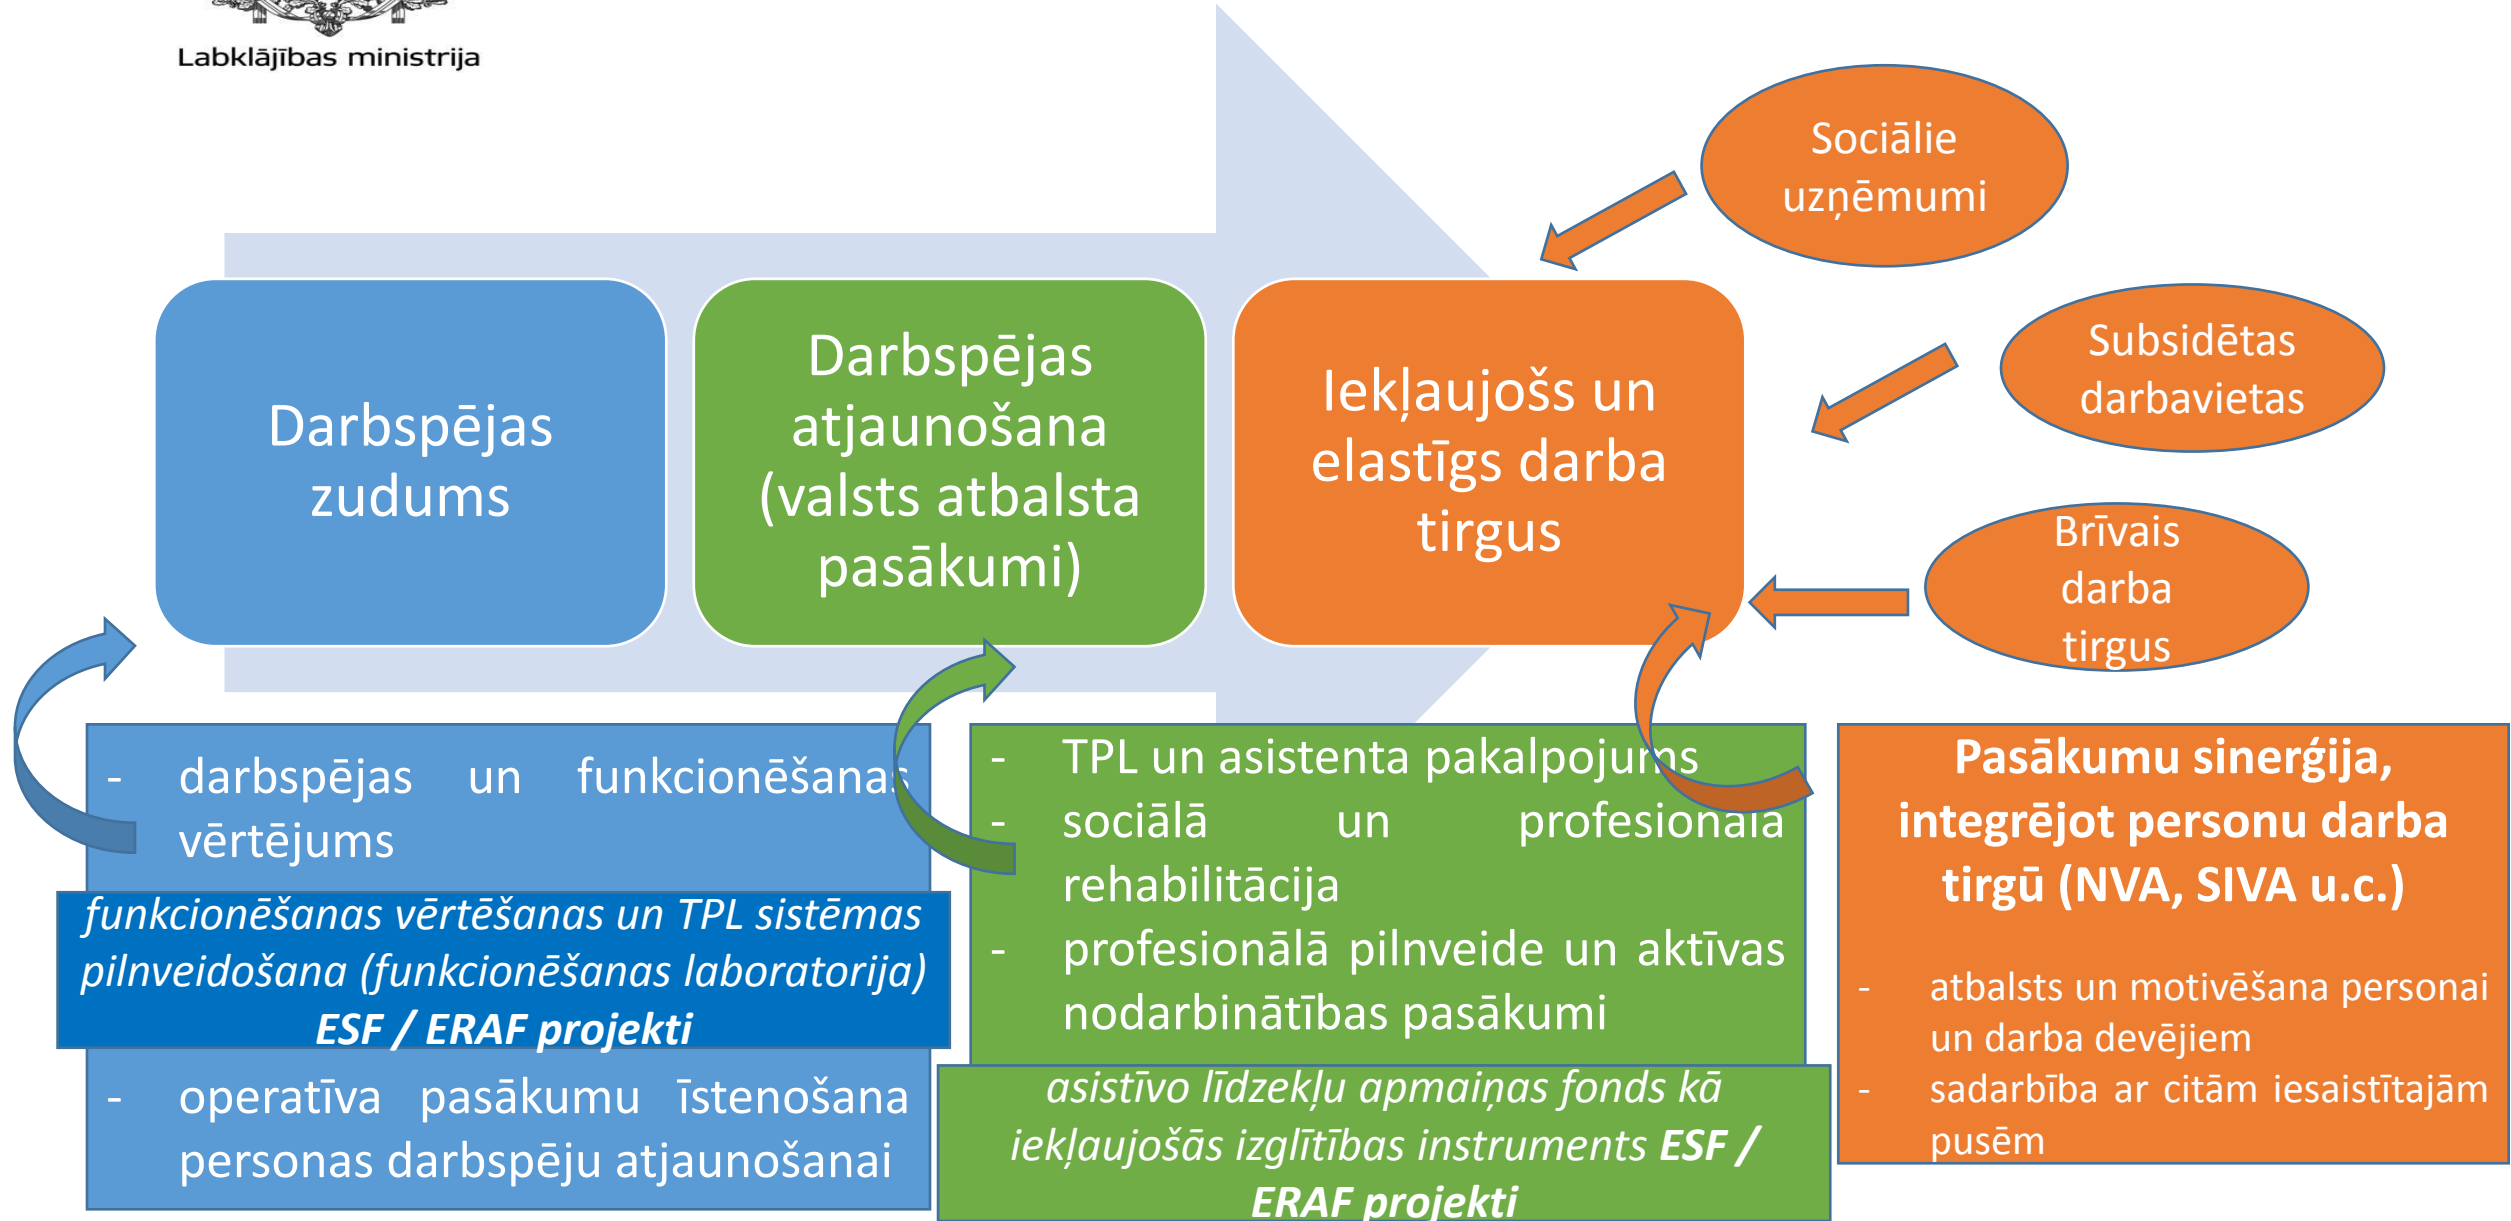 Labklājības ministrija
Sociālie
uzņēmumi
Subsidētas
darbavietas
Brīvais
darba
tirgus
Darbspējas
zudums
Darbspējas
atjaunošana
(valsts atbalsta
pasākumi)
Iekļaujošs un
elastīgs darba
tirgus
- darbspējas un funkcionēšanas
vērtējums
funkcionēšanas vērtēšanas un TPL sistēmas
pilnveidošana (funkcionēšanas laboratorija)
ESF / ERAF projekti
- operatīva pasākumu īstenošana
personas darbspēju atjaunošanai
- TPL un asistenta pakalpojums
- sociālā un profesionālā
rehabilitācija
- profesionālā pilnveide un aktīvas
nodarbinātības pasākumi
asistīvo līdzekļu apmaiņas fonds kā
iekļaujošās izglītības instruments ESF /
ERAF projekti
Pasākumu sinerģija,
integrējot personu darba
tirgū (NVA, SIVA u.c.)
- atbalsts un motivēšana personai
un darba devējiem
- sadarbība ar citām iesaistītajām
pusēm